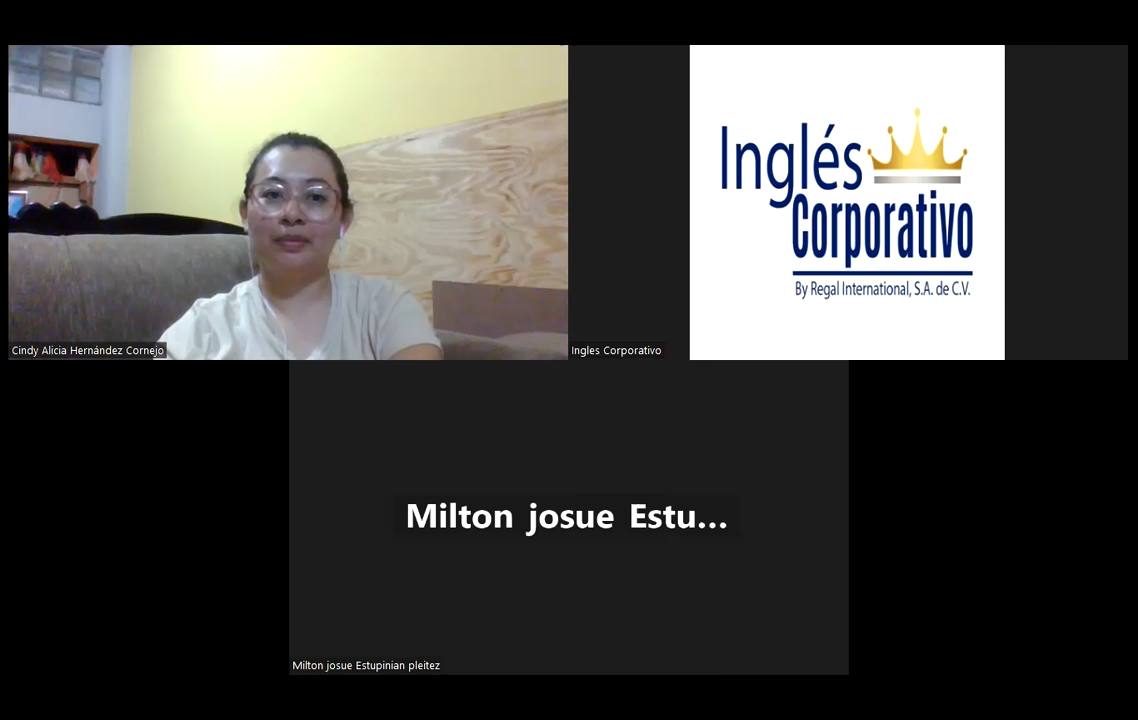 Inglés
Corporativo
By Regal International, S.A. de C.V.
Cindy Alicia Hernández Cornejo
Ingles Corporativo
Milton josue Estu...
Milton josue Estupinian pleitez